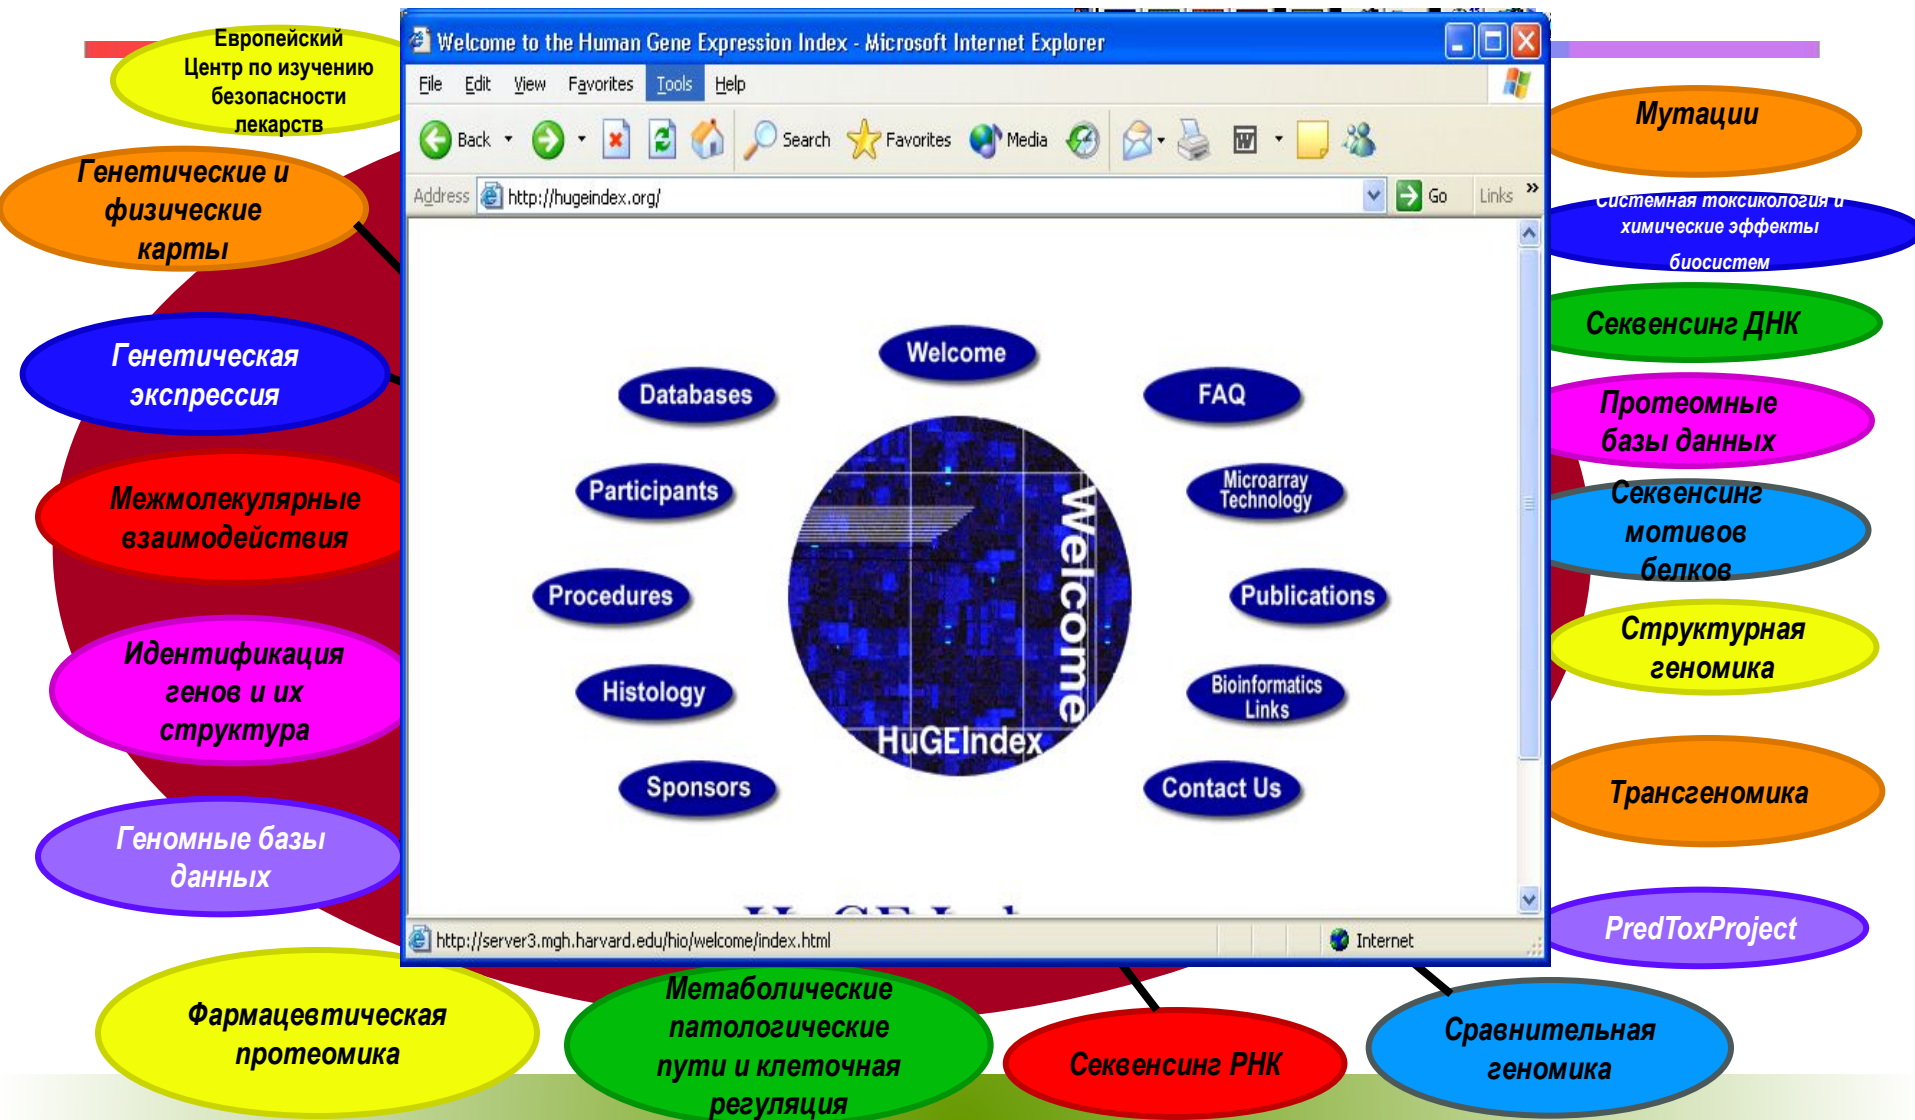 Европейский
Центр по изучению
безопасности
лекарств
Генетические и
физические
карты
Генетическая
экспрессия
Межмолекулярные
взаимодействия
Идентификация
генов и их
структура
Геномные базы
данных
Фармацевтическая
протеомика
Welcome to the Human Gene Expression Index - Microsoft Internet Explorer
File Edit View Favorites Tools Help
Back Search Favorites Media
Address http://hugeindex.org/ Go Links »
Welcome
Databases
FAQ
Participants
Microarray
Technology
Procedures
Publications
Histology
Bioinformatics
Links
Sponsors
Contact Us
Welcome
HuGEIndex
http://server3.mgh.harvard.edu/hio/welcome/index.html Internet
Мутации
Системная токсикология и
химические эффекты
биосистем
Секвенсинг ДНК
Протеомные
базы данных
Секвенсинг
мотивов
белков
Структурная
геномика
Трансгеномика
PredToxProject
Метаболические
патологические
пути и клеточная
регуляция
Секвенсинг РНК
Сравнительная
геномика